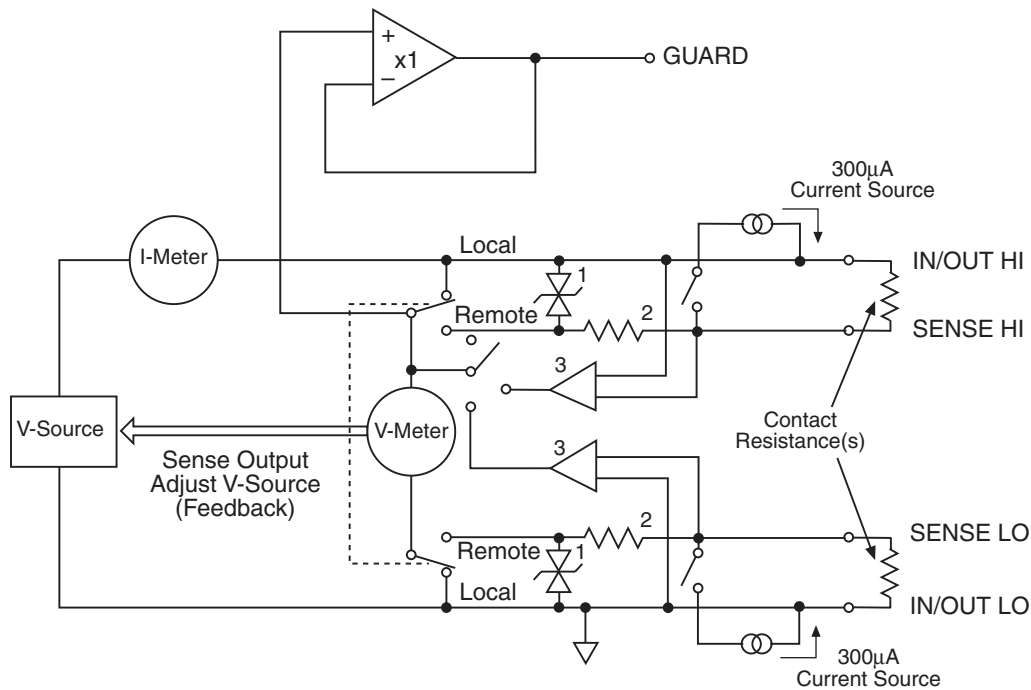 +
x1
−
GUARD
300µA
Current Source
I-Meter
Local
IN/OUT HI
1
Remote
2
SENSE HI
3
V-Source
V-Meter
Contact
Resistance(s)
Sense Output
Adjust V-Source
(Feedback)
3
2
SENSE LO
Remote
1
Local
IN/OUT LO
300µA
Current Source